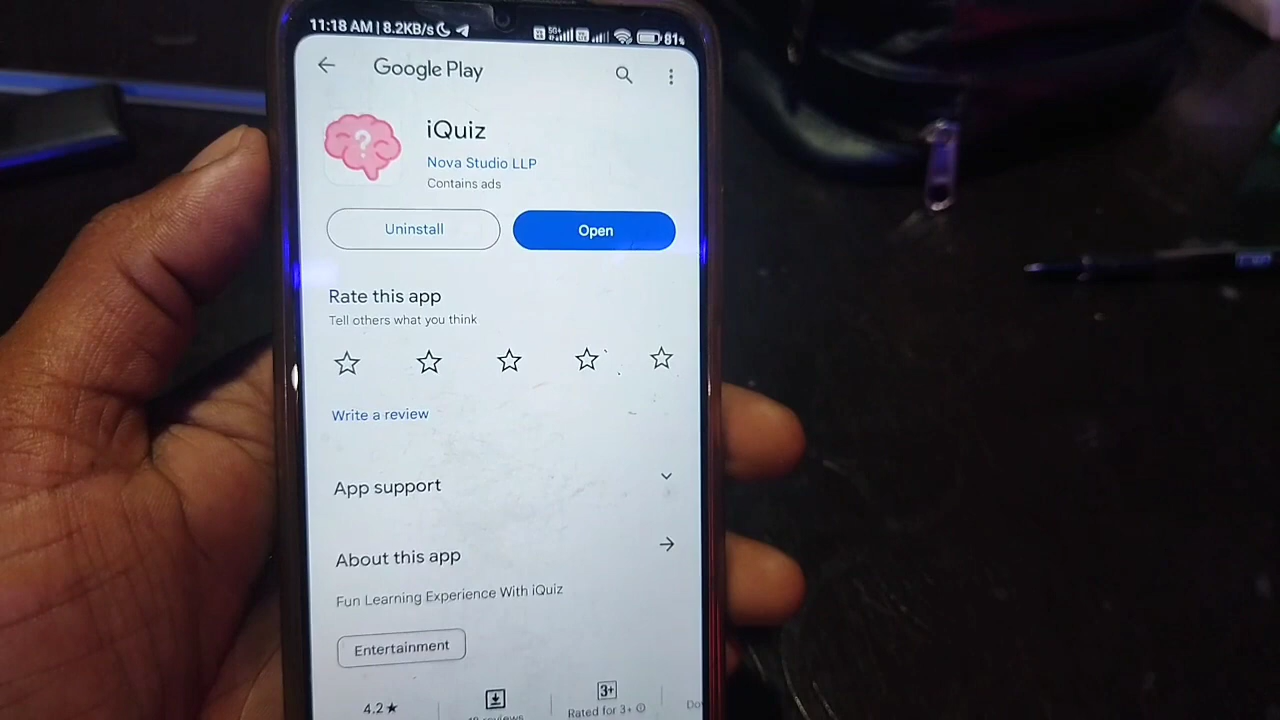 11:18 AM | 8.2KB/s 81%
Google Play
iQuiz
Nova Studio LLP
Contains ads
Uninstall Open
Rate this app
Tell others what you think
Write a review
App support
About this app
Fun Learning Experience With iQuiz
Entertainment
4.2★ 3+
reviews Rated for 3+